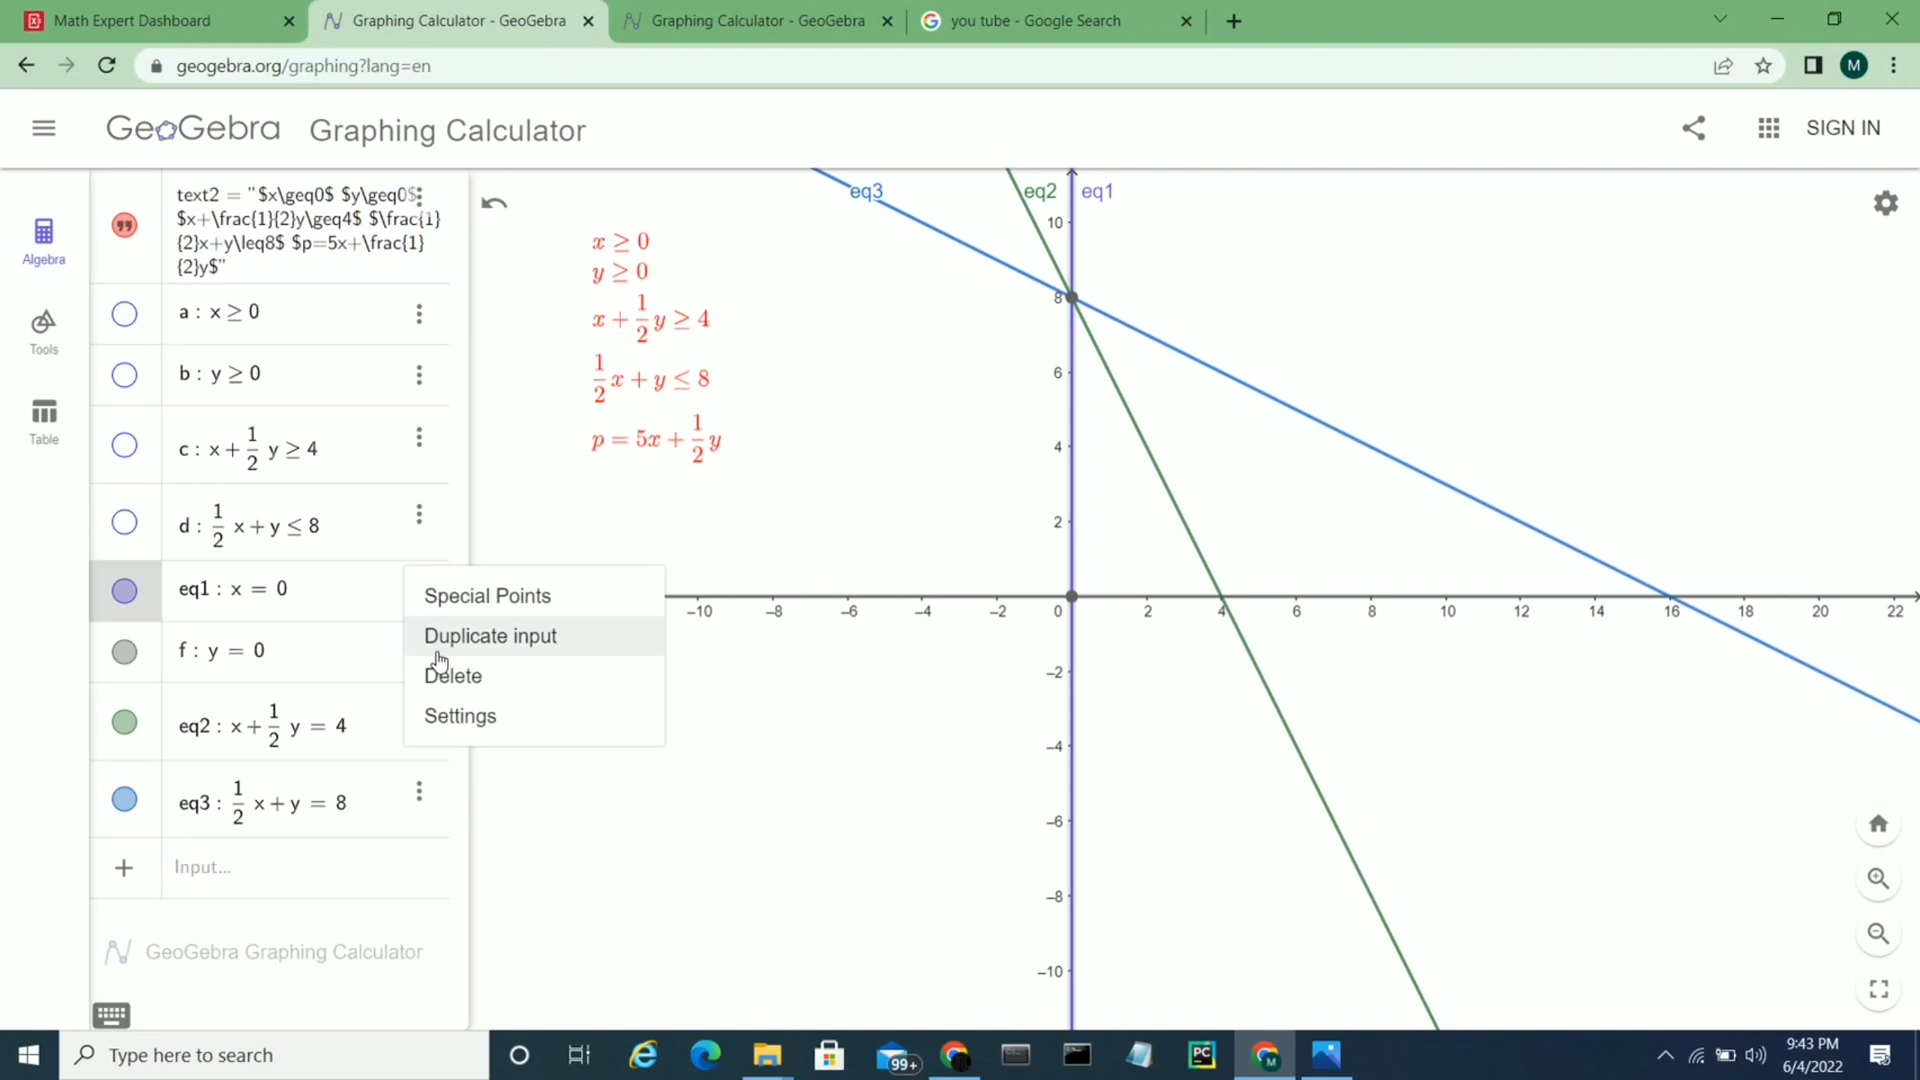 Math Expert Dashboard
Graphing Calculator - GeoGebra
Graphing Calculator - GeoGebra
you tube - Google Search
geogebra.org/graphing?lang=en
M
GeoGebra Graphing Calculator
SIGN IN
Algebra
Tools
Table
text2 = "$x\geq0$ $y\geq0$
$x+\frac{1}{2}y\geq4$ $\frac{1}
{2}x+y\leq8$ $p=5x+\frac{1}
{2}y$"
a : x ≥ 0
b : y ≥ 0
c : x + 1/2 y ≥ 4
d : 1/2 x + y ≤ 8
eq1 : x = 0
f : y = 0
eq2 : x + 1/2 y = 4
eq3 : 1/2 x + y = 8
Input...
GeoGebra Graphing Calculator
Special Points
Duplicate input
Delete
Settings
x ≥ 0
y ≥ 0
x + 1/2 y ≥ 4
1/2 x + y ≤ 8
p = 5x + 1/2 y
eq3
eq2
eq1
10
8
6
4
2
−10 −8 −6 −4 −2 0 2 4 6 8 10 12 14 16 18 20 22
−2
−4
−6
−8
−10
Type here to search
99+
PC
M
9:43 PM
6/4/2022